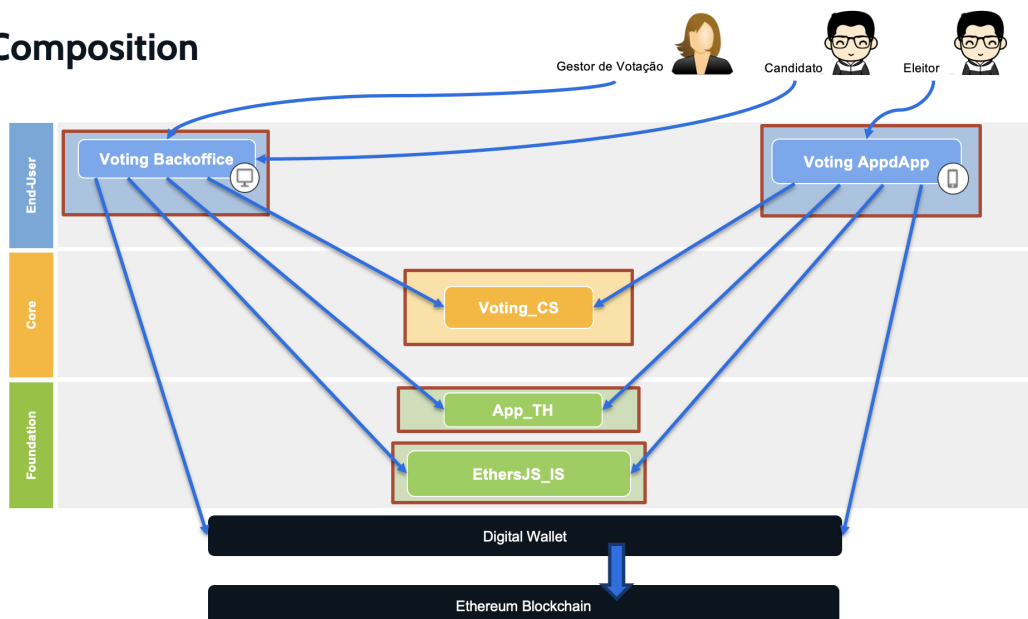 Composition
Gestor de Votação
Candidato
Eleitor
End-User
Voting Backoffice
Voting AppdApp
Core
Voting_CS
Foundation
App_TH
EthersJS_IS
Digital Wallet
Ethereum Blockchain